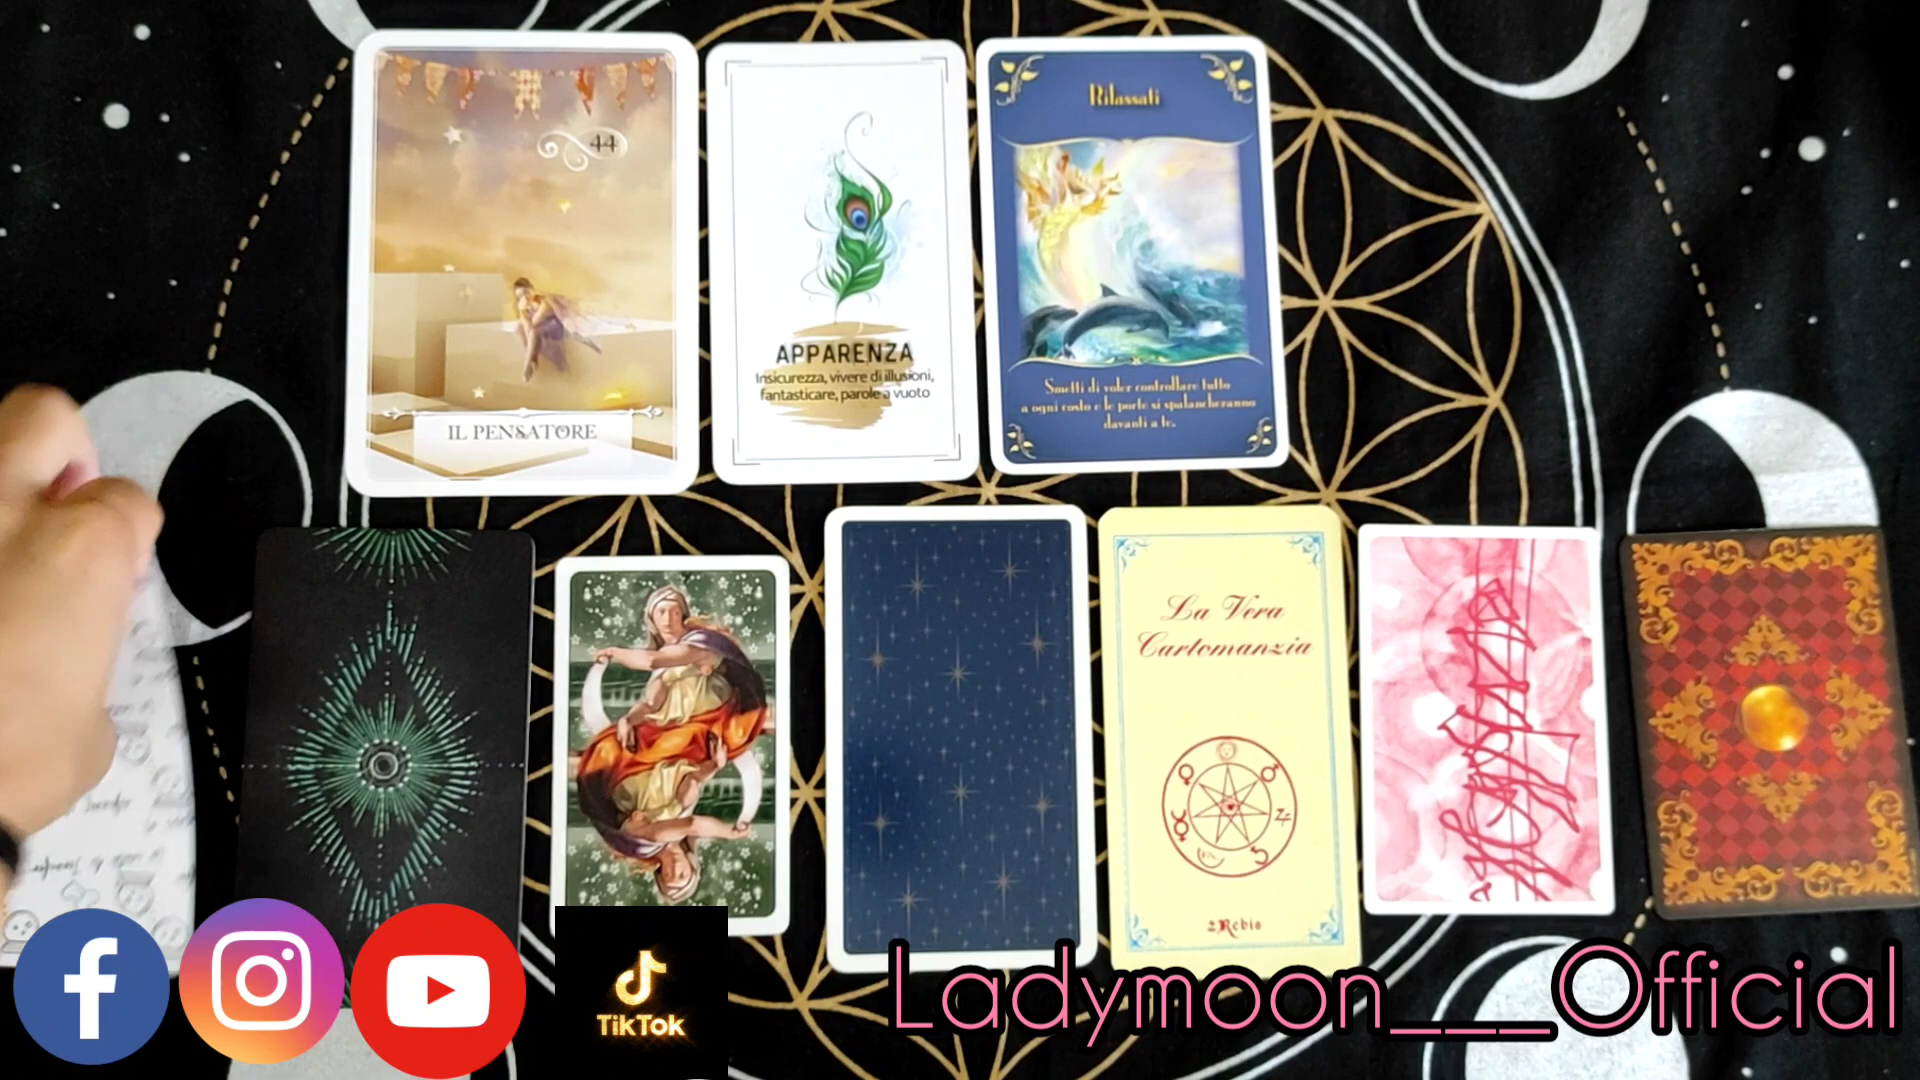 44
IL PENSATORE
APPARENZA
Insicurezza, vivere di illusioni,
fantasticare, parole a vuoto
Rilassati
Smetti di voler controllare tutto
a ogni costo e le porte si spalancheranno
davanti a te.
La Vera
Cartomanzia
Rebis
TikTok
Ladymoon___Official